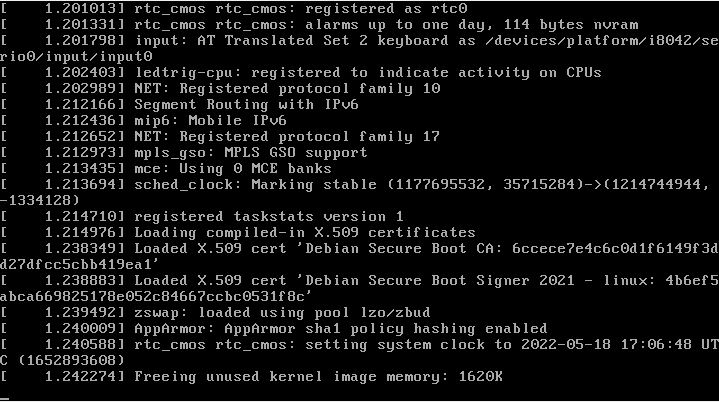 [    1.201013] rtc_cmos rtc_cmos: registered as rtc0
[    1.201331] rtc_cmos rtc_cmos: alarms up to one day, 114 bytes nvram
[    1.201798] input: AT Translated Set 2 keyboard as /devices/platform/i8042/se
rio0/input/input0
[    1.202403] ledtrig-cpu: registered to indicate activity on CPUs
[    1.202989] NET: Registered protocol family 10
[    1.212166] Segment Routing with IPv6
[    1.212436] mip6: Mobile IPv6
[    1.212652] NET: Registered protocol family 17
[    1.212973] mpls_gso: MPLS GSO support
[    1.213435] mce: Using 0 MCE banks
[    1.213694] sched_clock: Marking stable (1177695532, 35715284)->(1214744944, 
-1334128)
[    1.214710] registered taskstats version 1
[    1.214976] Loading compiled-in X.509 certificates
[    1.238349] Loaded X.509 cert 'Debian Secure Boot CA: 6ccece7e4c6c0d1f6149f3d
d27dfcc5cbb419ea1'
[    1.238883] Loaded X.509 cert 'Debian Secure Boot Signer 2021 - linux: 4b6ef5
abca669825178e052c84667ccbc0531f8c'
[    1.239492] zswap: loaded using pool lzo/zbud
[    1.240009] AppArmor: AppArmor sha1 policy hashing enabled
[    1.240588] rtc_cmos rtc_cmos: setting system clock to 2022-05-18 17:06:48 UT
C (1652893608)
[    1.242274] Freeing unused kernel image memory: 1620K